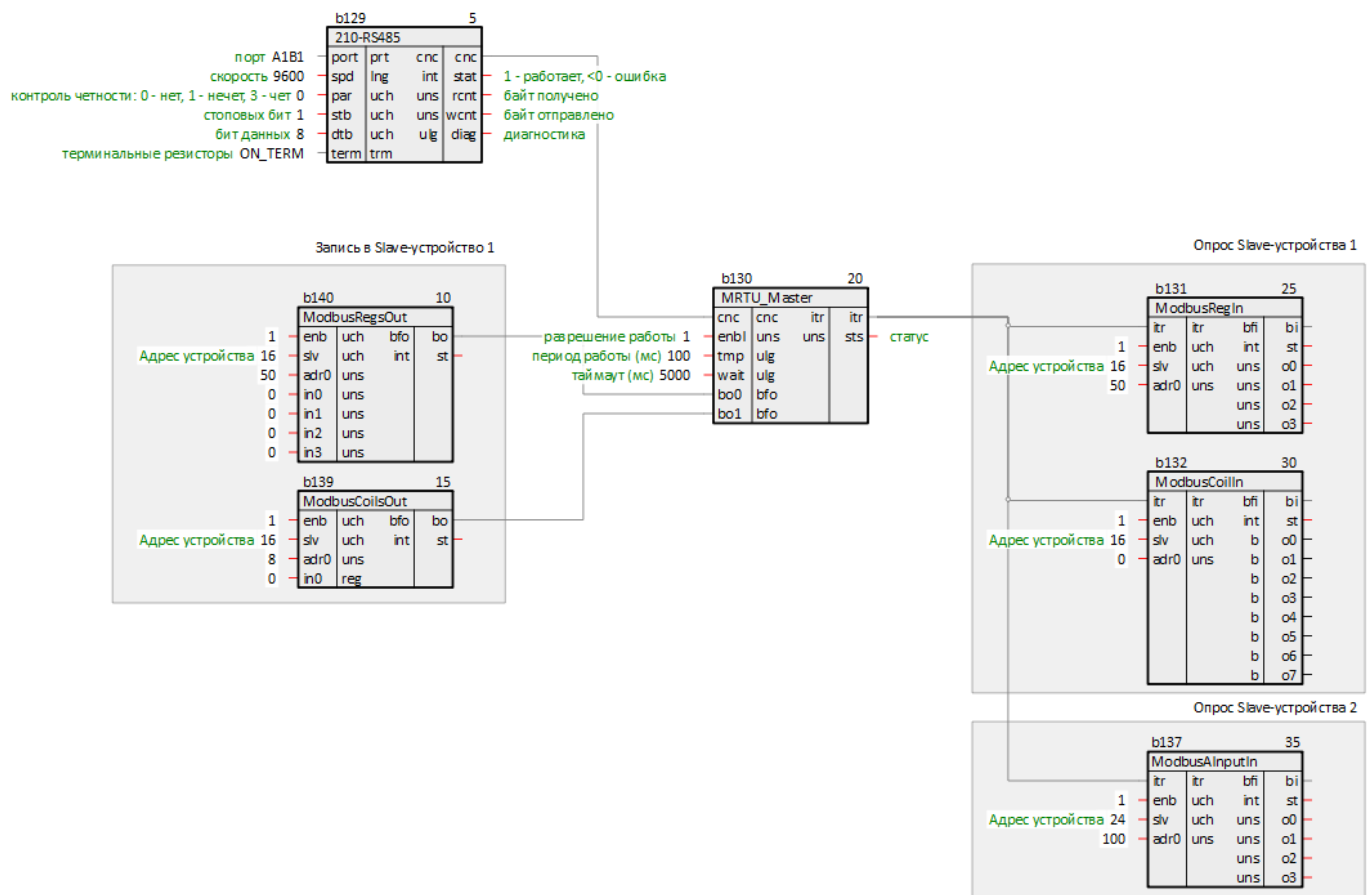 b129 5
210-RS485
порт A1B1 port prt cnc cnc
скорость 9600 spd lng int stat 1 - работает, <0 - ошибка
контроль четности: 0 - нет, 1 - нечет, 3 - чет 0 par uch uns rcnt байт получено
стоповых бит 1 stb uch uns wcnt байт отправлено
бит данных 8 dtb uch ulg diag диагностика
терминальные резисторы ON_TERM term trm
Запись в Slave-устройство 1
b140 10
ModbusRegsOut
1 enb uch bfo bo
Адрес устройства 16 slv uch int st
50 adr0 uns
0 in0 uns
0 in1 uns
0 in2 uns
0 in3 uns
b139 15
ModbusCoilsOut
1 enb uch bfo bo
Адрес устройства 16 slv uch int st
8 adr0 uns
0 in0 reg
b130 20
MRTU_Master
cnc cnc itr itr
разрешение работы 1 enbl uns uns sts статус
период работы (мс) 100 tmp ulg
таймаут (мс) 5000 wait ulg
bo0 bfo
bo1 bfo
Опрос Slave-устройства 1
b131 25
ModbusRegIn
itr itr bfi bi
1 enb uch int st
Адрес устройства 16 slv uch uns o0
50 adr0 uns uns o1
uns o2
uns o3
b132 30
ModbusCoilIn
itr itr bfi bi
1 enb uch int st
Адрес устройства 16 slv uch b o0
0 adr0 uns b o1
b o2
b o3
b o4
b o5
b o6
b o7
Опрос Slave-устройства 2
b137 35
ModbusAInputIn
itr itr bfi bi
1 enb uch int st
Адрес устройства 24 slv uch uns o0
100 adr0 uns uns o1
uns o2
uns o3